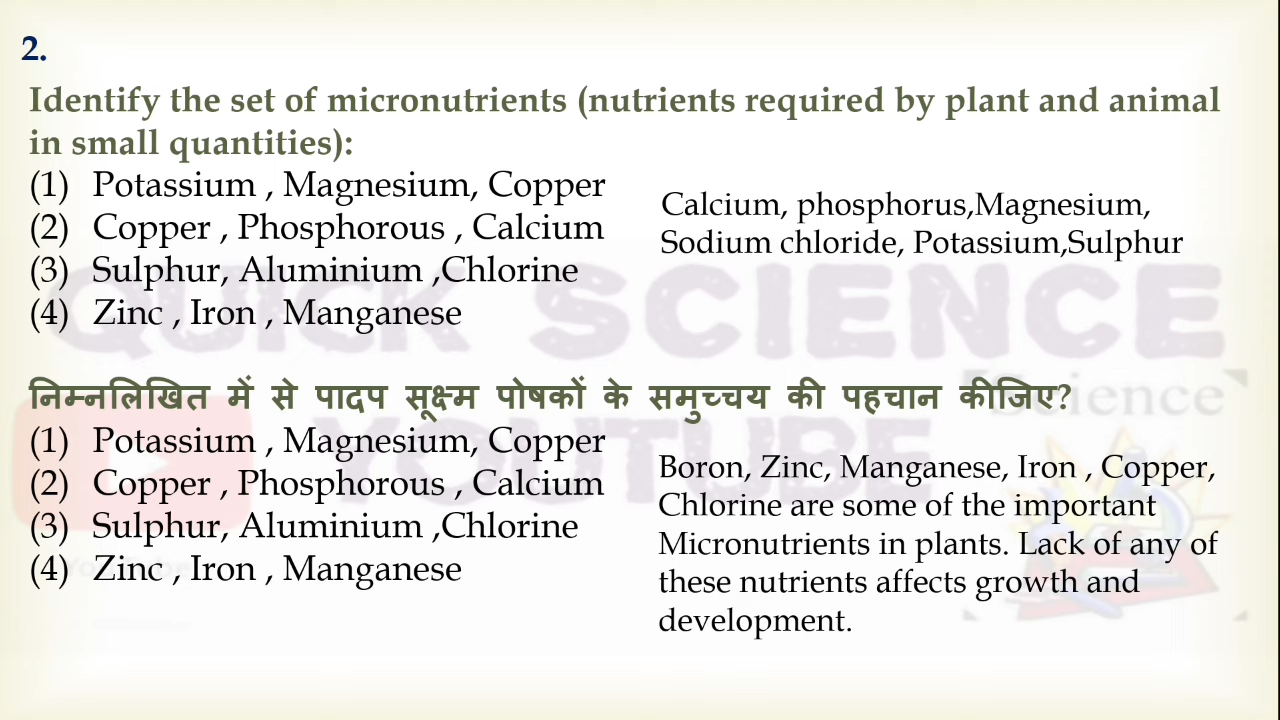 2.
Identify the set of micronutrients (nutrients required by plant and animal
in small quantities):
(1) Potassium , Magnesium, Copper
(2) Copper , Phosphorous , Calcium
(3) Sulphur, Aluminium ,Chlorine
(4) Zinc , Iron , Manganese
Calcium, phosphorus,Magnesium,
Sodium chloride, Potassium,Sulphur
QUICK SCIENCE
YOUTUBE
Science
निम्नलिखित में से पादप सूक्ष्म पोषकों के समुच्चय की पहचान कीजिए?
(1) Potassium , Magnesium, Copper
(2) Copper , Phosphorous , Calcium
(3) Sulphur, Aluminium ,Chlorine
(4) Zinc , Iron , Manganese
Boron, Zinc, Manganese, Iron , Copper,
Chlorine are some of the important
Micronutrients in plants. Lack of any of
these nutrients affects growth and
development.